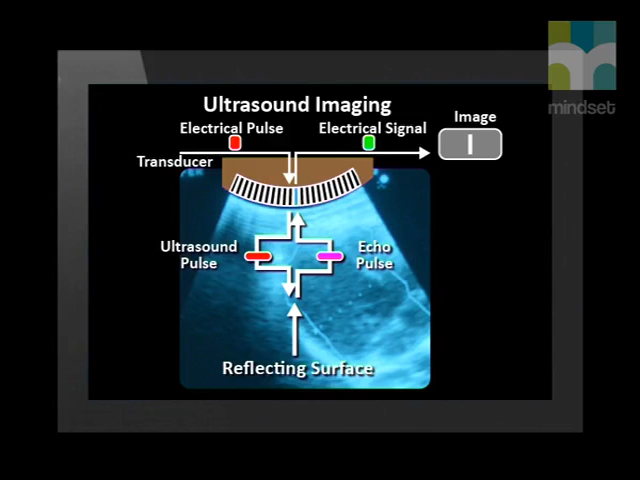 mindset
Ultrasound Imaging
Image
Electrical Pulse
Electrical Signal
Transducer
Ultrasound
Pulse
Echo
Pulse
Reflecting Surface